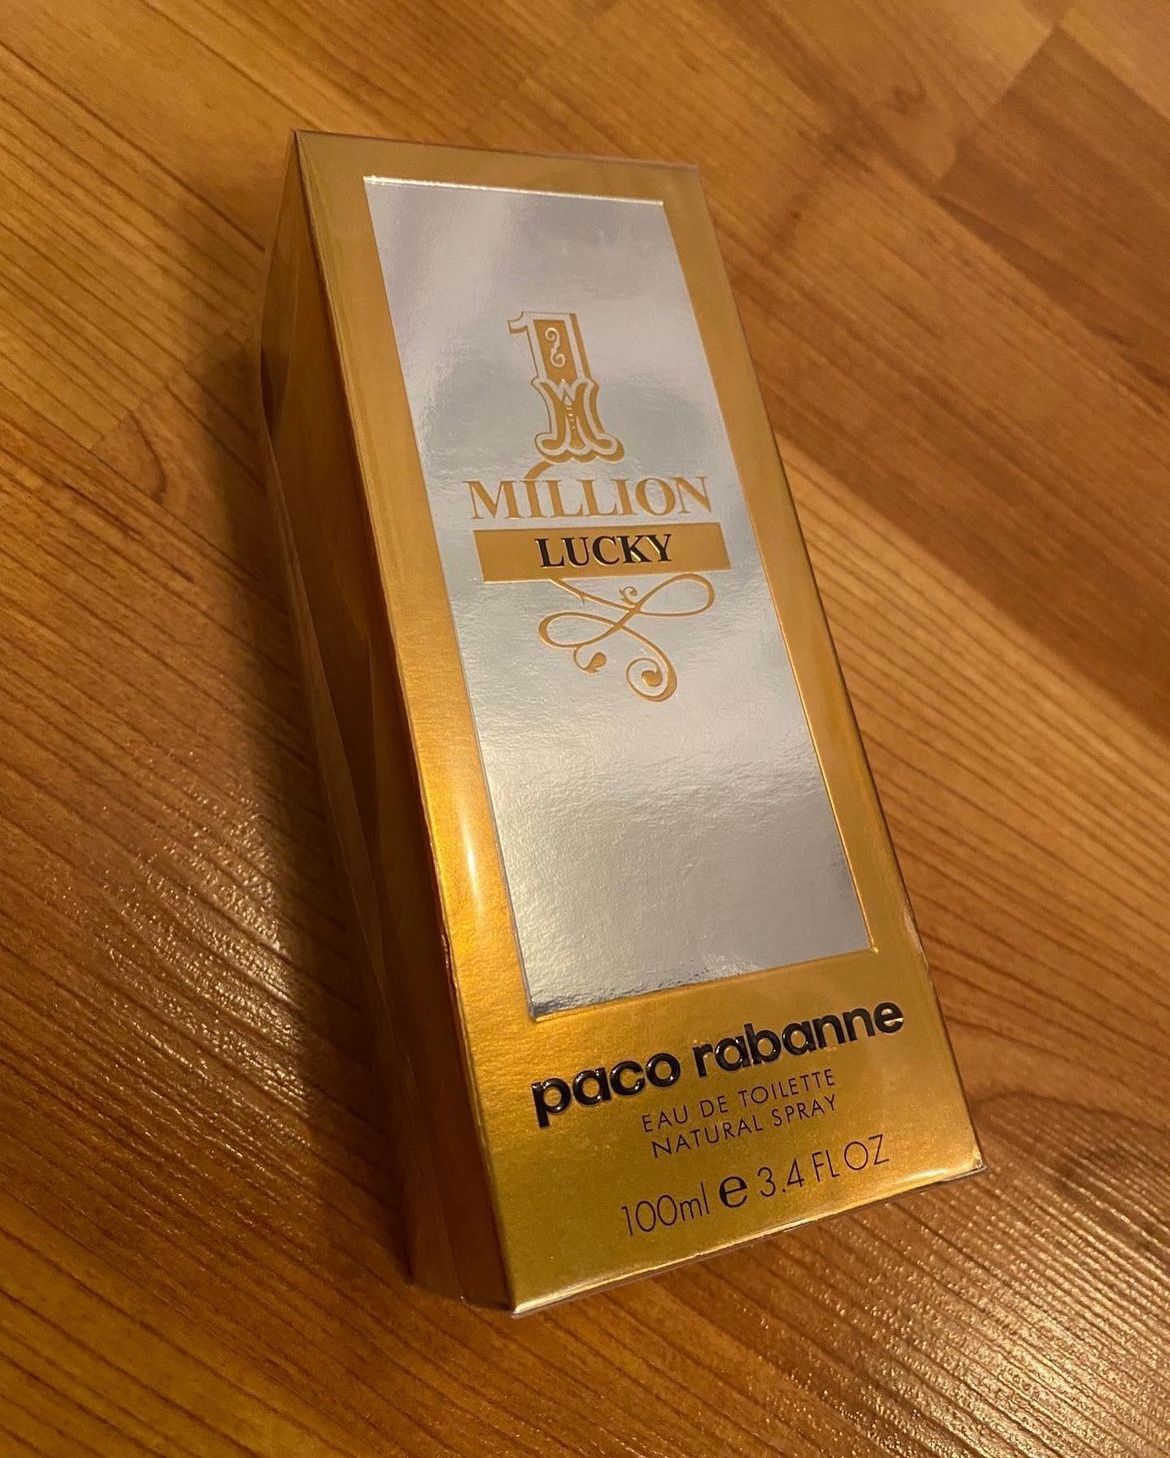 1
MILLION
LUCKY
paco rabanne
EAU DE TOILETTE
NATURAL SPRAY
100ml e 3.4 FL OZ